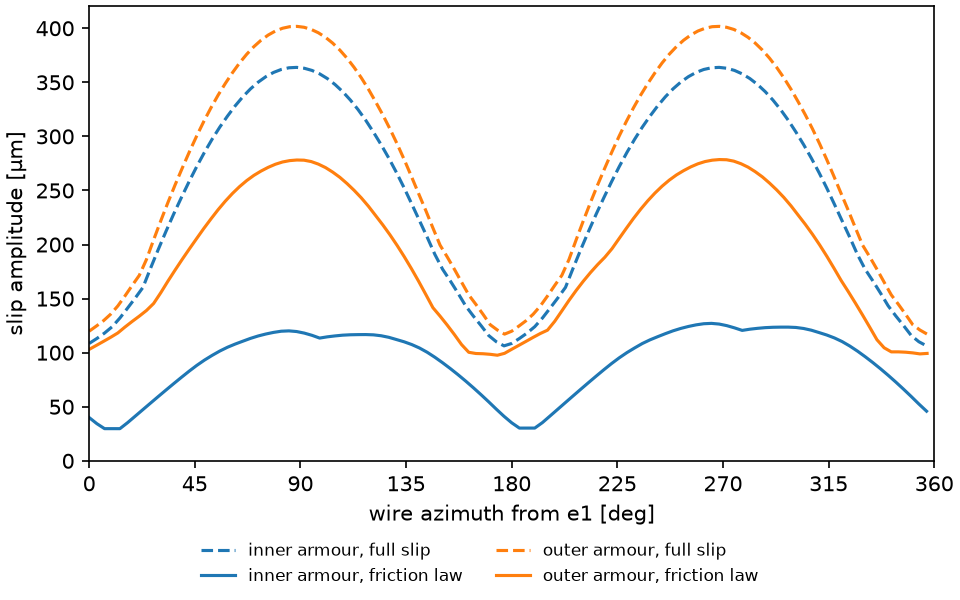 400
350
300
250
200
150
100
50
0
slip amplitude [µm]
0 45 90 135 180 225 270 315 360
wire azimuth from e1 [deg]
inner armour, full slip outer armour, full slip
inner armour, friction law outer armour, friction law